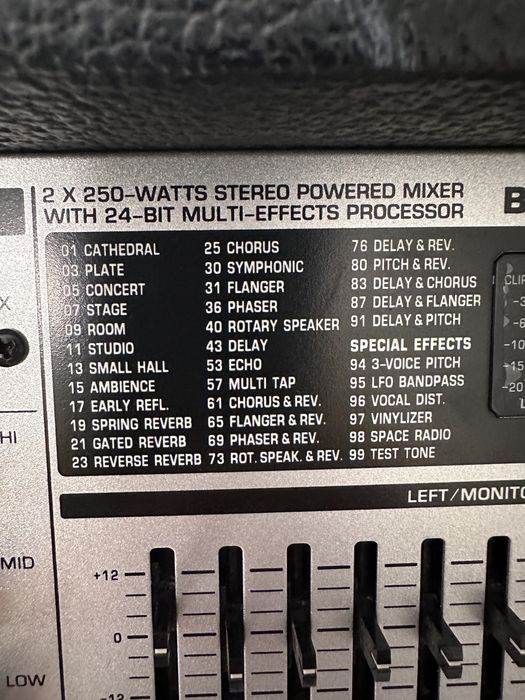 2 X 250-WATTS STEREO POWERED MIXER
WITH 24-BIT MULTI-EFFECTS PROCESSOR
B
01 CATHEDRAL
03 PLATE
05 CONCERT
07 STAGE
09 ROOM
11 STUDIO
13 SMALL HALL
15 AMBIENCE
17 EARLY REFL.
19 SPRING REVERB
21 GATED REVERB
23 REVERSE REVERB
25 CHORUS
30 SYMPHONIC
31 FLANGER
36 PHASER
40 ROTARY SPEAKER
43 DELAY
53 ECHO
57 MULTI TAP
61 CHORUS & REV.
65 FLANGER & REV.
69 PHASER & REV.
73 ROT. SPEAK. & REV.
76 DELAY & REV.
80 PITCH & REV.
83 DELAY & CHORUS
87 DELAY & FLANGER
91 DELAY & PITCH
SPECIAL EFFECTS
94 3-VOICE PITCH
95 LFO BANDPASS
96 VOCAL DIST.
97 VINYLIZER
98 SPACE RADIO
99 TEST TONE
CLIP
-3
-6
-10
-15
-20
L
X
HI
MID
LOW
LEFT/MONITO
+12
0
-12